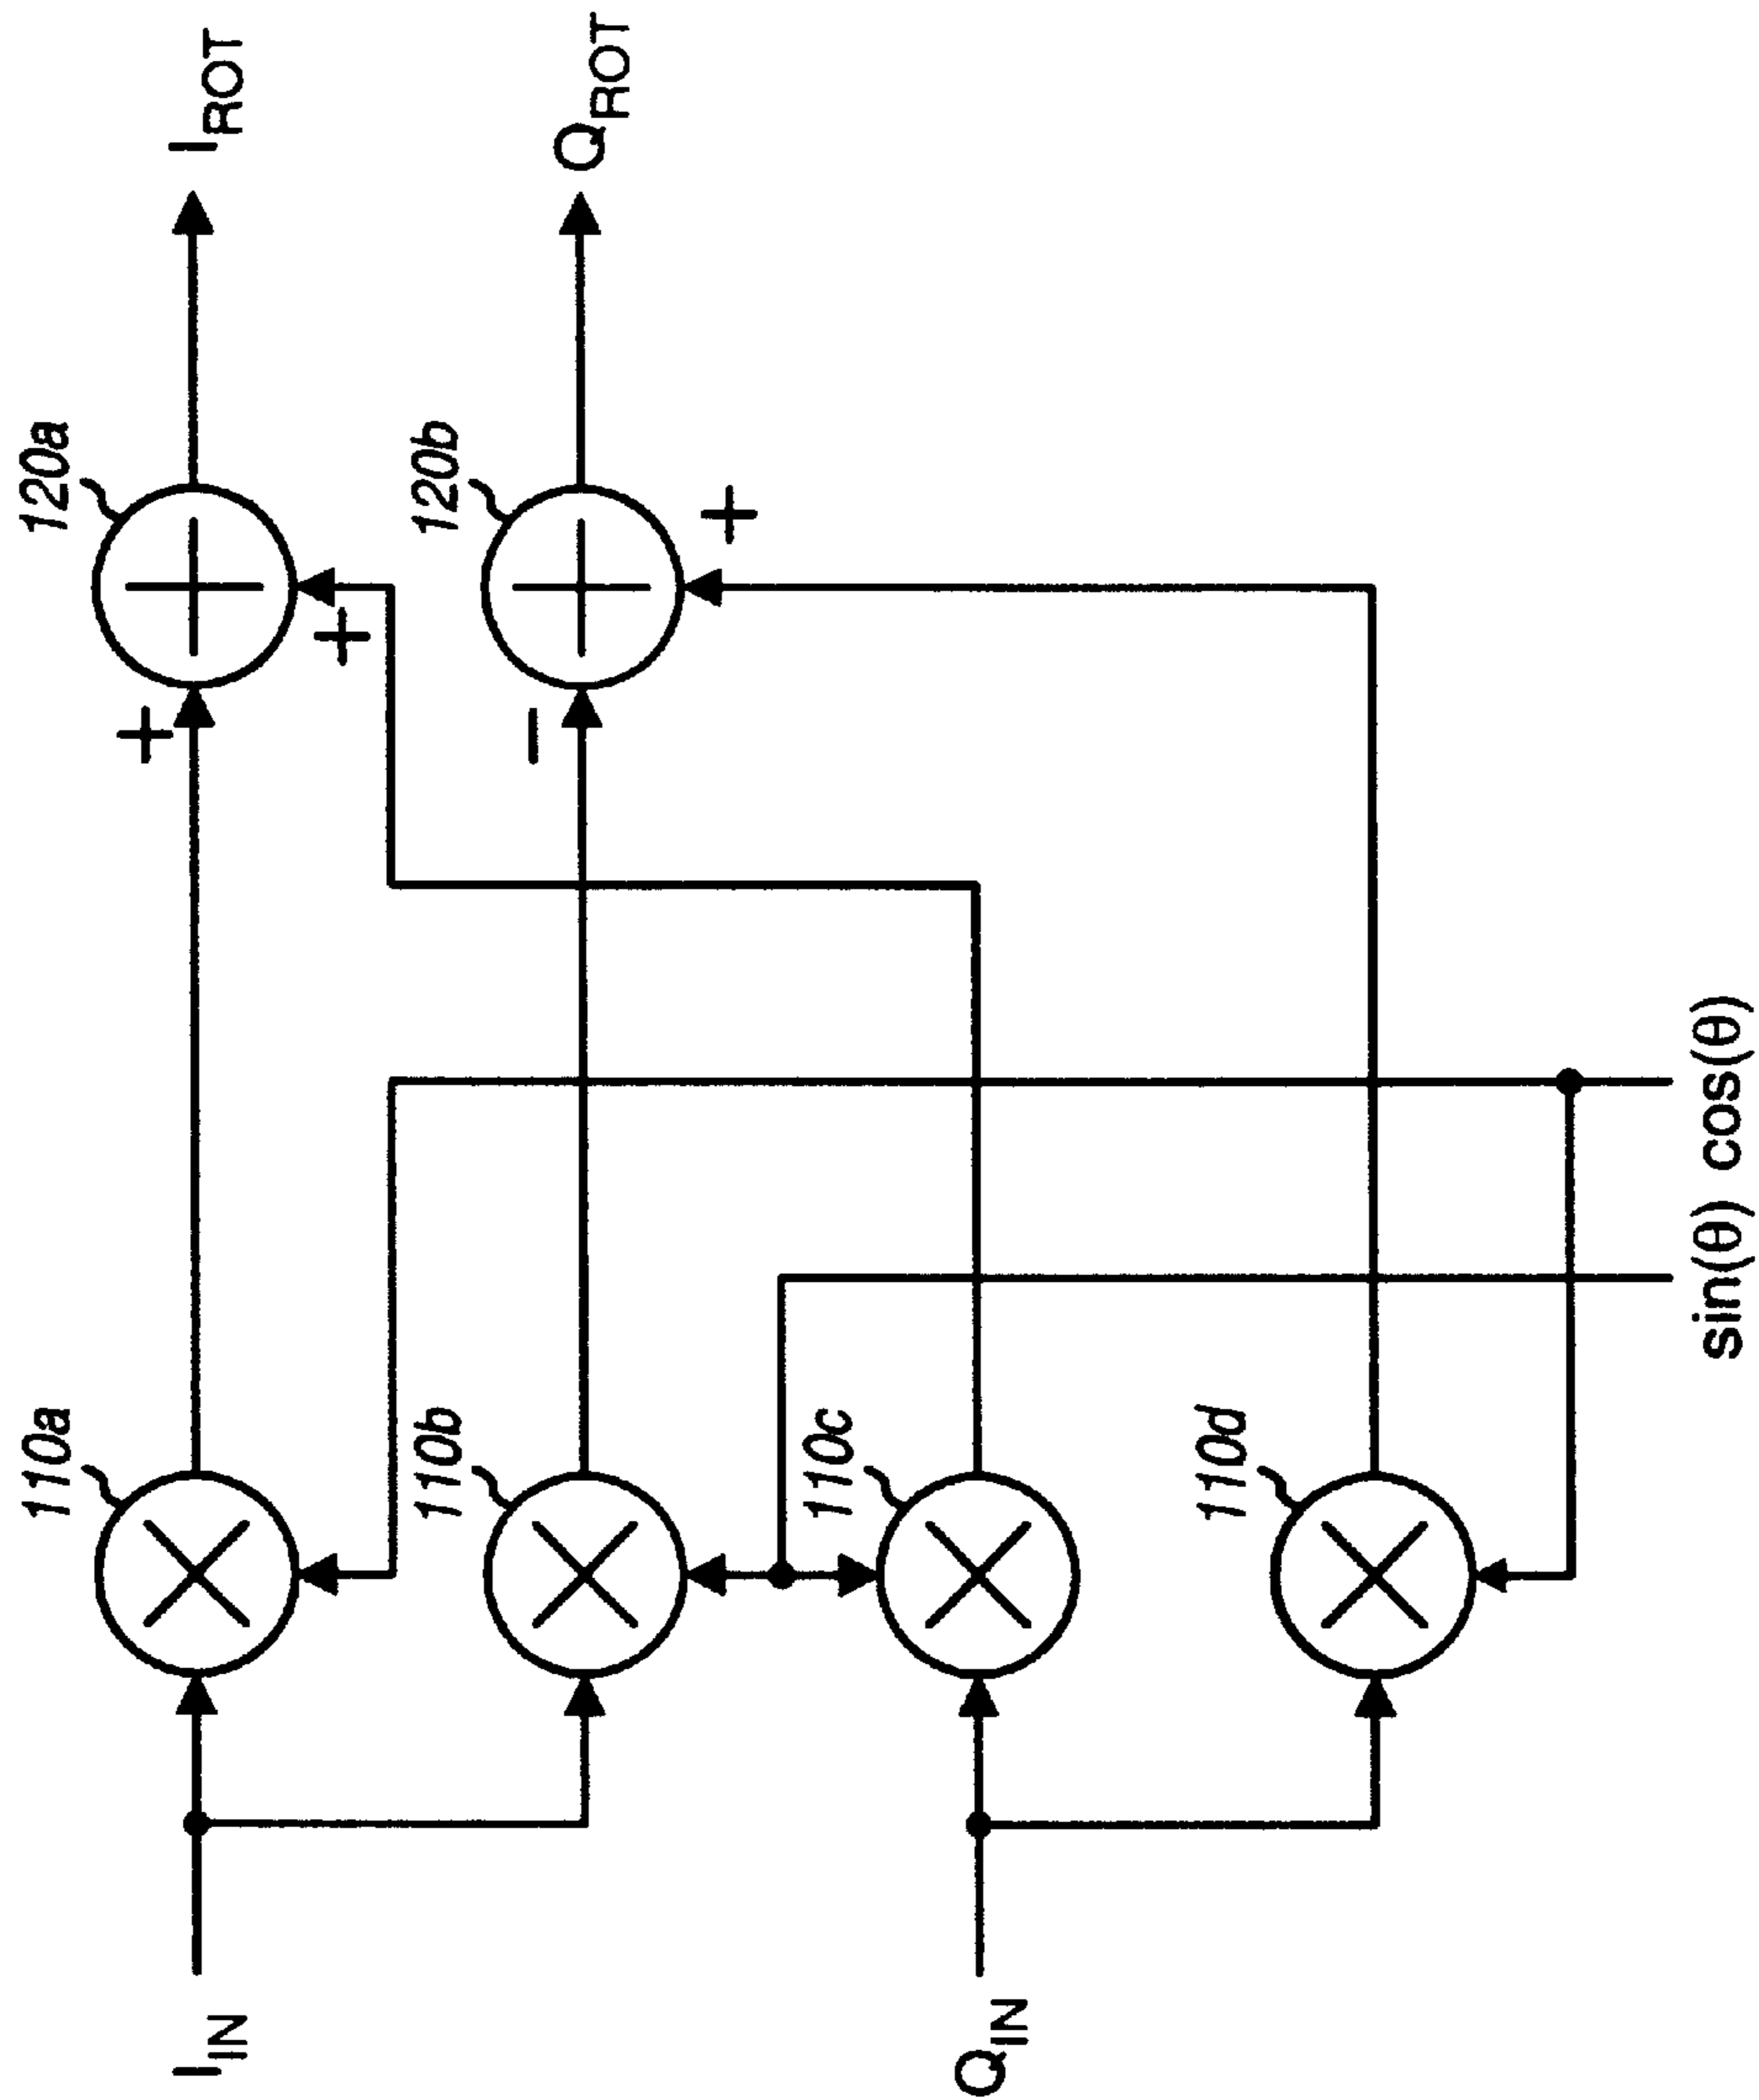 110a
120a
I_IN
+
+
I_ROT
110b
120b
−
+
Q_ROT
110c
Q_IN
110d
sin(θ) cos(θ)